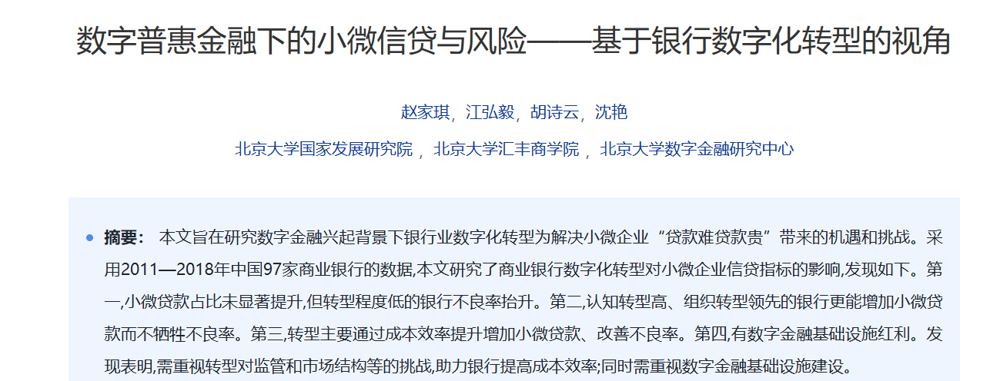 数字普惠金融下的小微信贷与风险——基于银行数字化转型的视角
赵家琪，江弘毅，胡诗云，沈艳
北京大学国家发展研究院 ，北京大学汇丰商学院 ，北京大学数字金融研究中心
摘要： 本文旨在研究数字金融兴起背景下银行业数字化转型为解决小微企业“贷款难贷款贵”带来的机遇和挑战。采
用2011—2018年中国97家商业银行的数据,本文研究了商业银行数字化转型对小微企业信贷指标的影响,发现如下。第
一,小微贷款占比未显著提升,但转型程度低的银行不良率抬升。第二,认知转型高、组织转型领先的银行更能增加小微贷
款而不牺牲不良率。第三,转型主要通过成本效率提升增加小微贷款、改善不良率。第四,有数字金融基础设施红利。发
现表明,需重视转型对监管和市场结构等的挑战,助力银行提高成本效率;同时需重视数字金融基础设施建设。